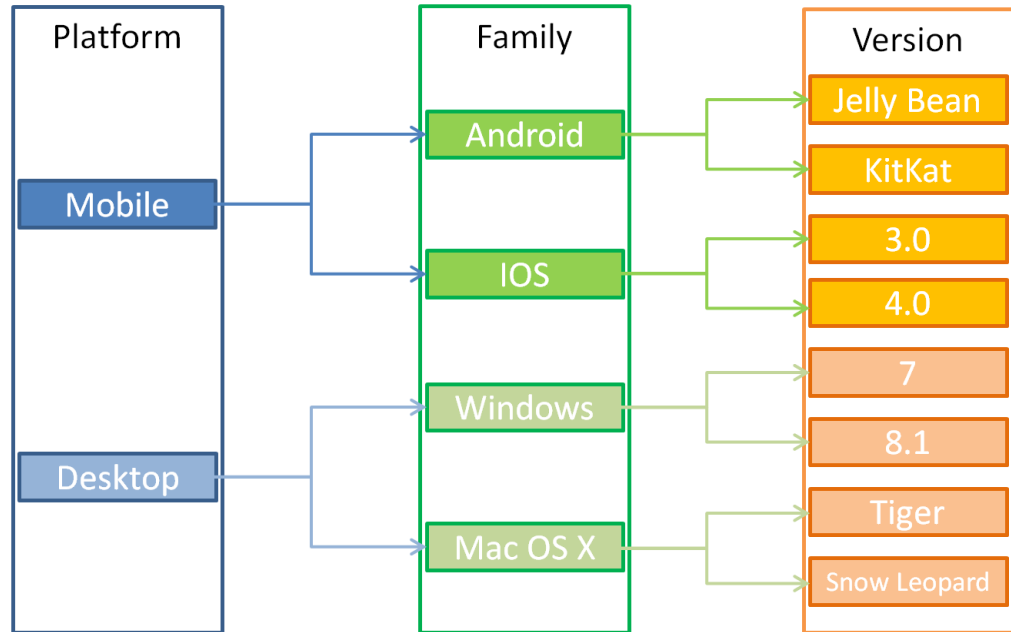 Platform
Family
Version
Mobile
Desktop
Android
IOS
Windows
Mac OS X
Jelly Bean
KitKat
3.0
4.0
7
8.1
Tiger
Snow Leopard